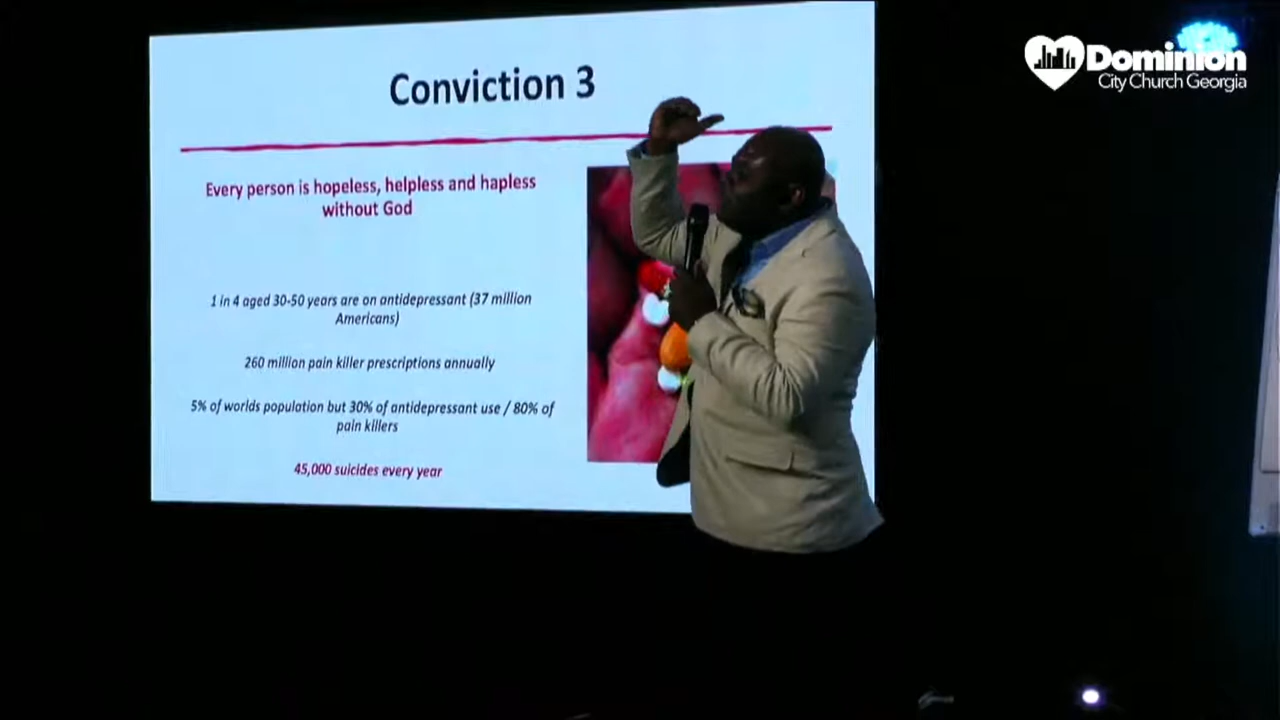 Dominion
City Church Georgia
Conviction 3
Every person is hopeless, helpless and hapless
without God
1 in 4 aged 30-50 years are on antidepressant (37 million
Americans)
260 million pain killer prescriptions annually
5% of worlds population but 30% of antidepressant use / 80% of
pain killers
45,000 suicides every year